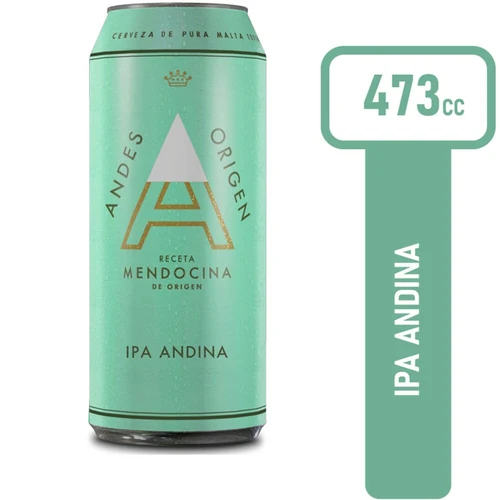 CERVEZA DE PURA MALTA
ANDES ORIGEN
RECETA
MENDOCINA
DE ORIGEN
IPA ANDINA
473cc
IPA ANDINA